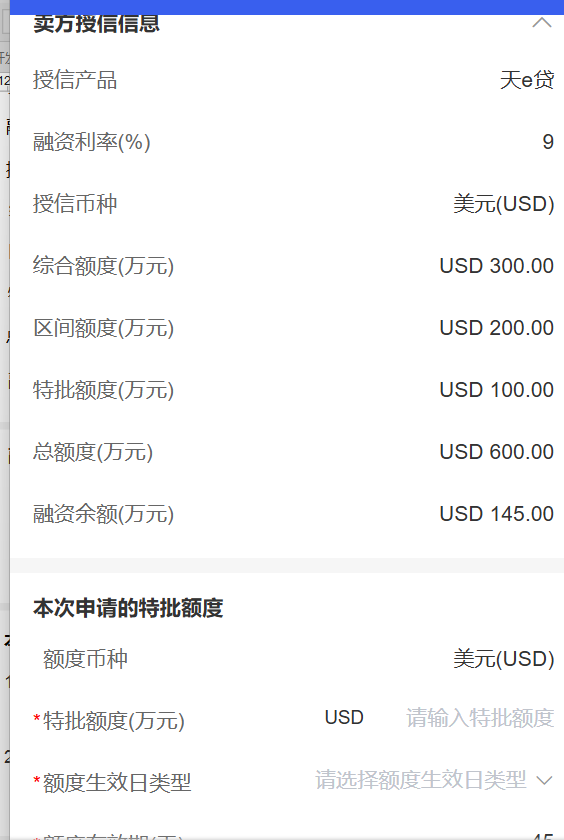 卖方授信信息
授信产品 天e贷
融资利率(%) 9
授信币种 美元(USD)
综合额度(万元) USD 300.00
区间额度(万元) USD 200.00
特批额度(万元) USD 100.00
总额度(万元) USD 600.00
融资余额(万元) USD 145.00
本次申请的特批额度
额度币种 美元(USD)
*特批额度(万元) USD 请输入特批额度
*额度生效日类型 请选择额度生效日类型